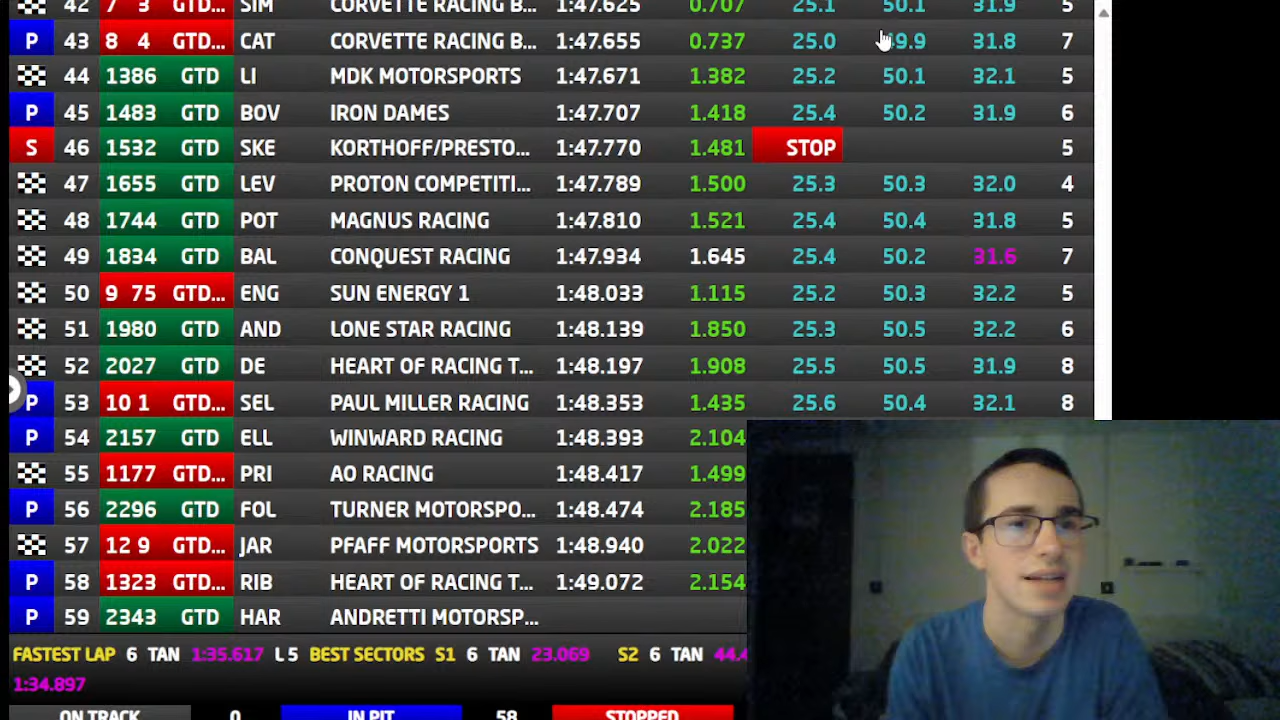 42 7 3 GTD... SIM CORVETTE RACING B... 1:47.625 0.707 25.1 50.1 31.9 5
P 43 8 4 GTD... CAT CORVETTE RACING B... 1:47.655 0.737 25.0 9.9 31.8 7
44 1386 GTD LI MDK MOTORSPORTS 1:47.671 1.382 25.2 50.1 32.1 5
P 45 1483 GTD BOV IRON DAMES 1:47.707 1.418 25.4 50.2 31.9 6
S 46 1532 GTD SKE KORTHOFF/PRESTO... 1:47.770 1.481 STOP 5
47 1655 GTD LEV PROTON COMPETITI... 1:47.789 1.500 25.3 50.3 32.0 4
48 1744 GTD POT MAGNUS RACING 1:47.810 1.521 25.4 50.4 31.8 5
49 1834 GTD BAL CONQUEST RACING 1:47.934 1.645 25.4 50.2 31.6 7
50 9 75 GTD... ENG SUN ENERGY 1 1:48.033 1.115 25.2 50.3 32.2 5
51 1980 GTD AND LONE STAR RACING 1:48.139 1.850 25.3 50.5 32.2 6
52 2027 GTD DE HEART OF RACING T... 1:48.197 1.908 25.5 50.5 31.9 8
P 53 10 1 GTD... SEL PAUL MILLER RACING 1:48.353 1.435 25.6 50.4 32.1 8
P 54 2157 GTD ELL WINWARD RACING 1:48.393 2.104
55 1177 GTD... PRI AO RACING 1:48.417 1.499
P 56 2296 GTD FOL TURNER MOTORSPO... 1:48.474 2.185
57 12 9 GTD... JAR PFAFF MOTORSPORTS 1:48.940 2.022
P 58 1323 GTD... RIB HEART OF RACING T... 1:49.072 2.154
P 59 2343 GTD HAR ANDRETTI MOTORSP...
FASTEST LAP 6 TAN 1:35.617 L 5 BEST SECTORS S1 6 TAN 23.069 S2 6 TAN 44.4
1:34.897
ON TRACK 0 IN PIT 58 STOPPED